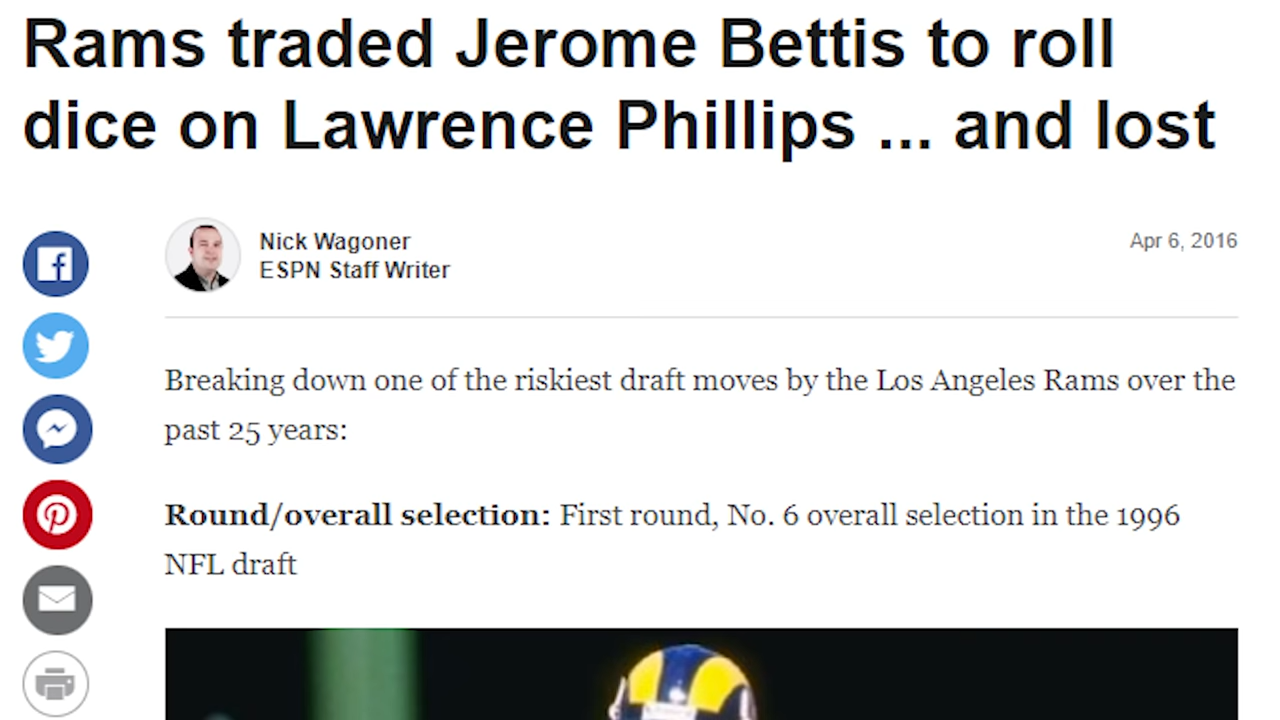 Rams traded Jerome Bettis to roll
dice on Lawrence Phillips ... and lost
Nick Wagoner
ESPN Staff Writer
Apr 6, 2016
Breaking down one of the riskiest draft moves by the Los Angeles Rams over the
past 25 years:
Round/overall selection: First round, No. 6 overall selection in the 1996
NFL draft